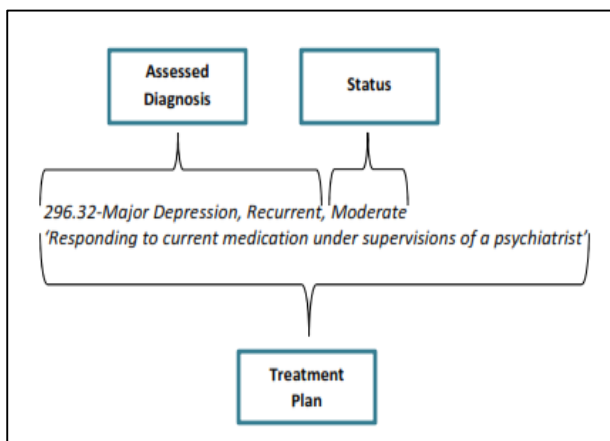 Assessed
Diagnosis
Status
296.32-Major Depression, Recurrent, Moderate
‘Responding to current medication under supervisions of a psychiatrist’
Treatment
Plan